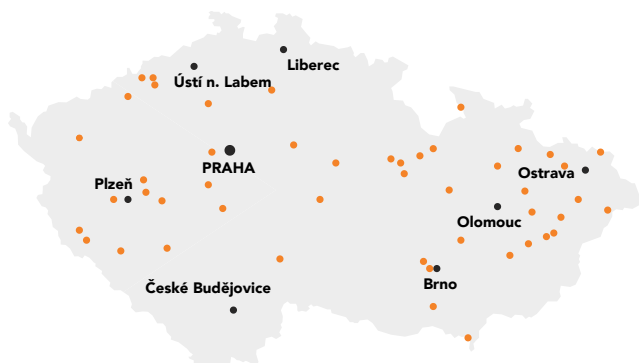 Liberec
Ústí n. Labem
PRAHA
Plzeň
Ostrava
Olomouc
České Budějovice
Brno